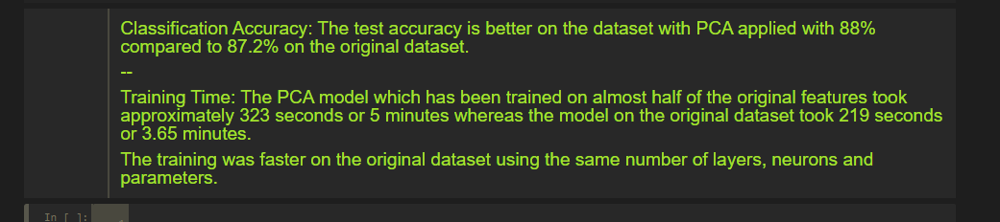 Classification Accuracy: The test accuracy is better on the dataset with PCA applied with 88%
compared to 87.2% on the original dataset.
--
Training Time: The PCA model which has been trained on almost half of the original features took
approximately 323 seconds or 5 minutes whereas the model on the original dataset took 219 seconds
or 3.65 minutes.
The training was faster on the original dataset using the same number of layers, neurons and
parameters.
In [ ]: